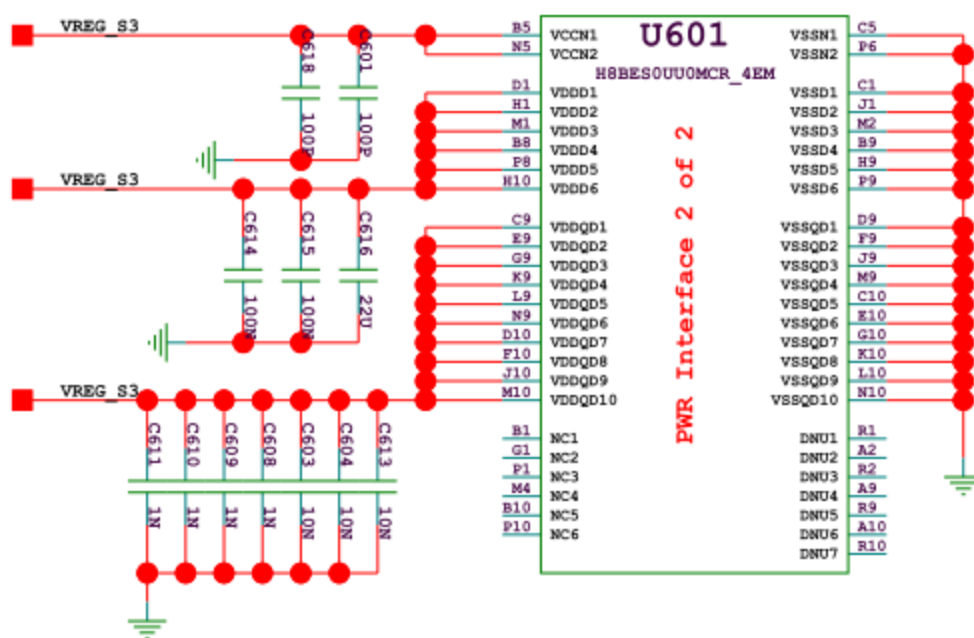 VREG_S3
C618
100P
C601
100P
VREG_S3
C614
100N
C615
100N
C616
22U
VREG_S3
C611
1N
C610
1N
C609
1N
C608
1N
C603
10N
C604
10N
C613
10N
U601
H8BES0UU0MCR_4EM
PWR Interface 2 of 2
B5 VCCN1
N5 VCCN2
D1 VDDD1
H1 VDDD2
M1 VDDD3
B8 VDDD4
P8 VDDD5
H10 VDDD6
C9 VDDQD1
E9 VDDQD2
G9 VDDQD3
K9 VDDQD4
L9 VDDQD5
N9 VDDQD6
D10 VDDQD7
F10 VDDQD8
J10 VDDQD9
M10 VDDQD10
B1 NC1
G1 NC2
P1 NC3
M4 NC4
B10 NC5
P10 NC6
VSSN1 C5
VSSN2 P6
VSSD1 C1
VSSD2 J1
VSSD3 M2
VSSD4 B9
VSSD5 H9
VSSD6 P9
VSSQD1 D9
VSSQD2 F9
VSSQD3 J9
VSSQD4 M9
VSSQD5 C10
VSSQD6 E10
VSSQD7 G10
VSSQD8 K10
VSSQD9 L10
VSSQD10 N10
DNU1 R1
DNU2 A2
DNU3 R2
DNU4 A9
DNU5 R9
DNU6 A10
DNU7 R10